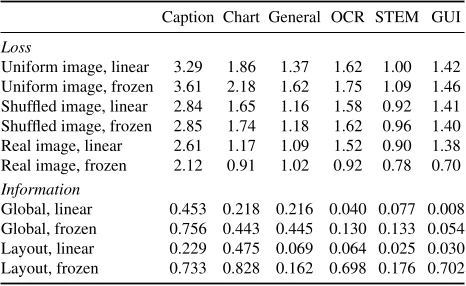 Caption Chart General OCR STEM GUI
Loss
Uniform image, linear 3.29 1.86 1.37 1.62 1.00 1.42
Uniform image, frozen 3.61 2.18 1.62 1.75 1.09 1.46
Shuffled image, linear 2.84 1.65 1.16 1.58 0.92 1.41
Shuffled image, frozen 2.85 1.74 1.18 1.62 0.96 1.40
Real image, linear 2.61 1.17 1.09 1.52 0.90 1.38
Real image, frozen 2.12 0.91 1.02 0.92 0.78 0.70
Information
Global, linear 0.453 0.218 0.216 0.040 0.077 0.008
Global, frozen 0.756 0.443 0.445 0.130 0.133 0.054
Layout, linear 0.229 0.475 0.069 0.064 0.025 0.030
Layout, frozen 0.733 0.828 0.162 0.698 0.176 0.702